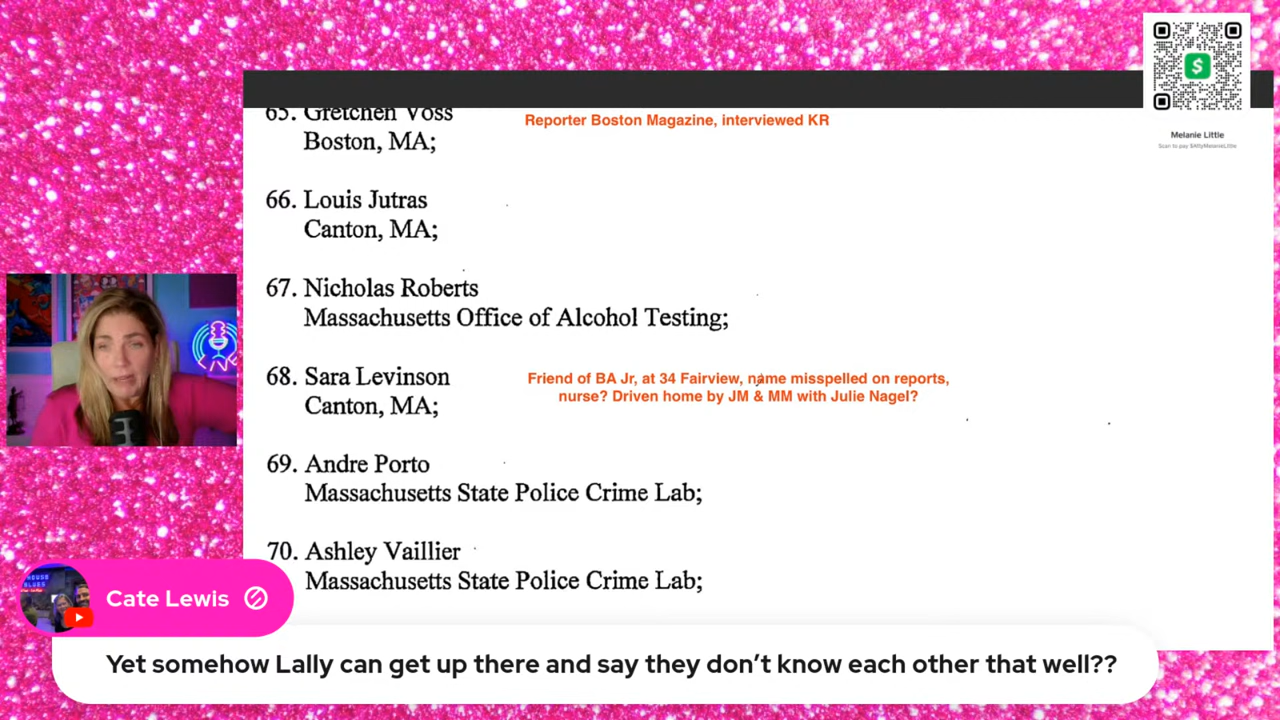 65. Gretchen Voss
Reporter Boston Magazine, interviewed KR
Boston, MA;
66. Louis Jutras
Canton, MA;
67. Nicholas Roberts
Massachusetts Office of Alcohol Testing;
68. Sara Levinson
Canton, MA;
Friend of BA Jr, at 34 Fairview, name misspelled on reports,
nurse? Driven home by JM & MM with Julie Nagel?
69. Andre Porto
Massachusetts State Police Crime Lab;
70. Ashley Vaillier
Massachusetts State Police Crime Lab;
$
Melanie Little
Scan to pay $AttyMelanieLittle
Cate Lewis
Yet somehow Lally can get up there and say they don’t know each other that well??